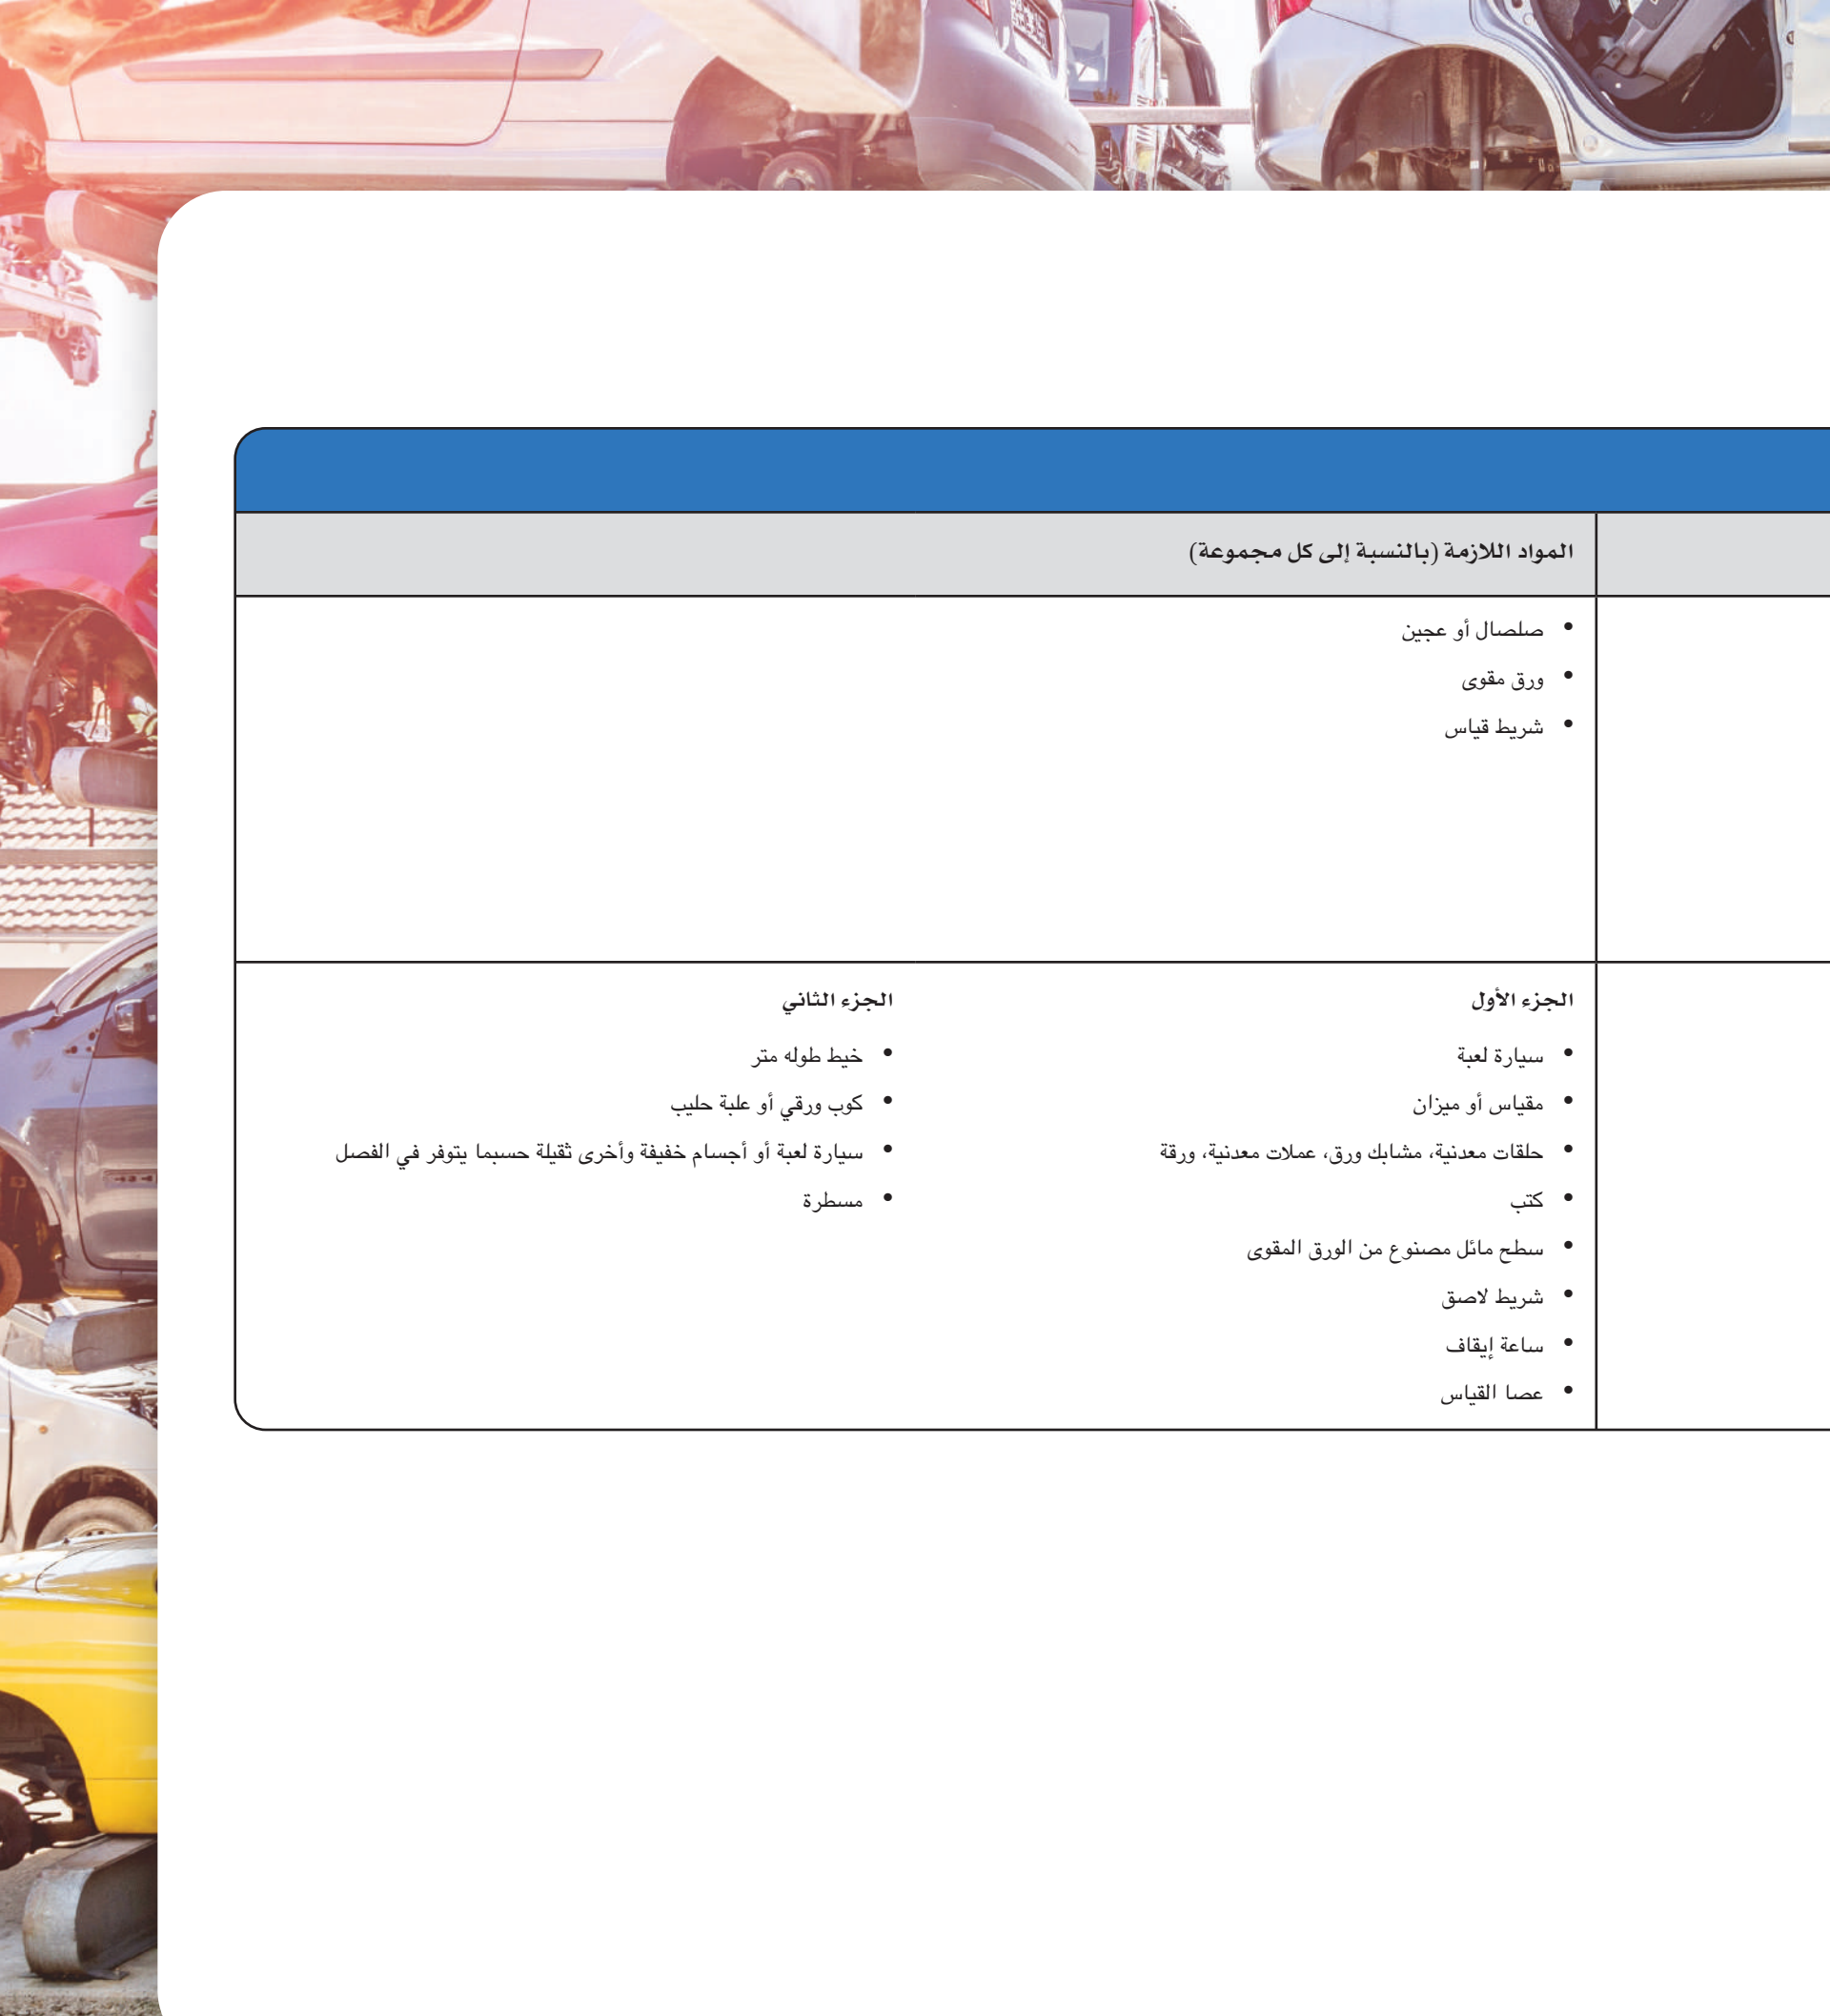 المواد اللازمة (بالنسبة إلى كل مجموعة)
• صلصال أو عجين
• ورق مقوى
• شريط قياس
الجزء الأول
• سيارة لعبة
• مقياس أو ميزان
• حلقات معدنية، مشابك ورق، عملات معدنية، ورقة
• كتب
• سطح مائل مصنوع من الورق المقوى
• شريط لاصق
• ساعة إيقاف
• عصا القياس
الجزء الثاني
• خيط طوله متر
• كوب ورقي أو علبة حليب
• سيارة لعبة أو أجسام خفيفة وأخرى ثقيلة حسبما يتوفر في الفصل
• مسطرة